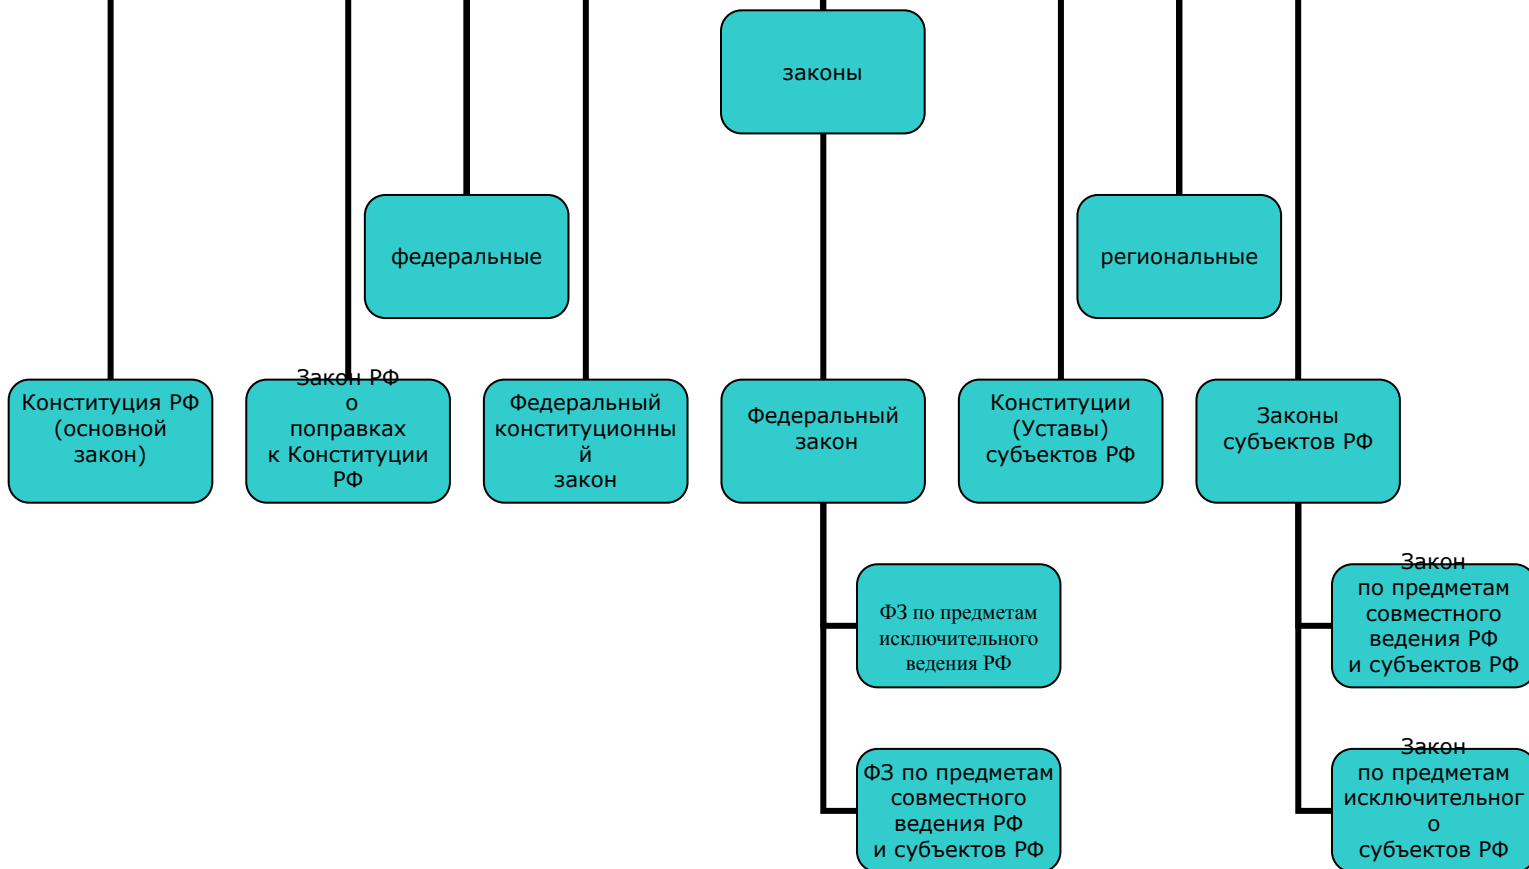 законы
федеральные
региональные
Конституция РФ
(основной
закон)
Закон РФ
о
поправках
к Конституции
РФ
Федеральный
конституционны
й
закон
Федеральный
закон
Конституции
(Уставы)
субъектов РФ
Законы
субъектов РФ
ФЗ по предметам
исключительного
ведения РФ
Закон
по предметам
совместного
ведения РФ
и субъектов РФ
ФЗ по предметам
совместного
ведения РФ
и субъектов РФ
Закон
по предметам
исключительног
о
субъектов РФ